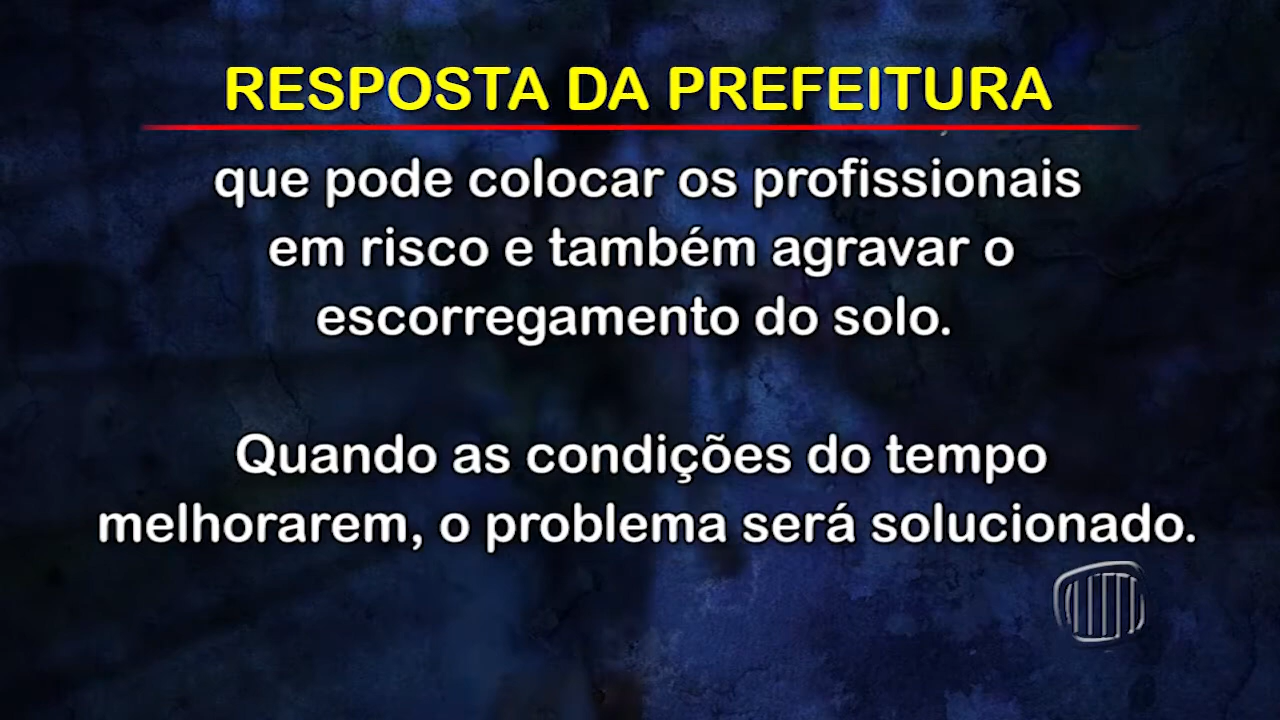 RESPOSTA DA PREFEITURA
que pode colocar os profissionais
em risco e também agravar o
escorregamento do solo.
Quando as condições do tempo
melhorarem, o problema será solucionado.